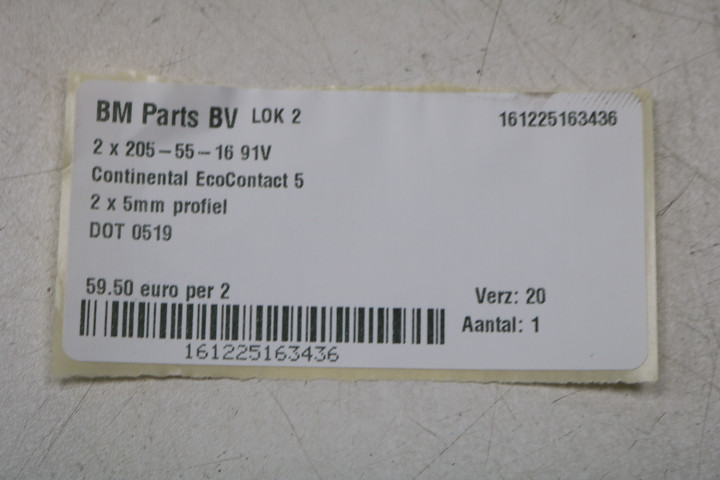 BM Parts BV LOK 2 161225163436
2 x 205-55-16 91V
Continental EcoContact 5
2 x 5mm profiel
DOT 0519
59.50 euro per 2 Verz: 20
Aantal: 1
161225163436